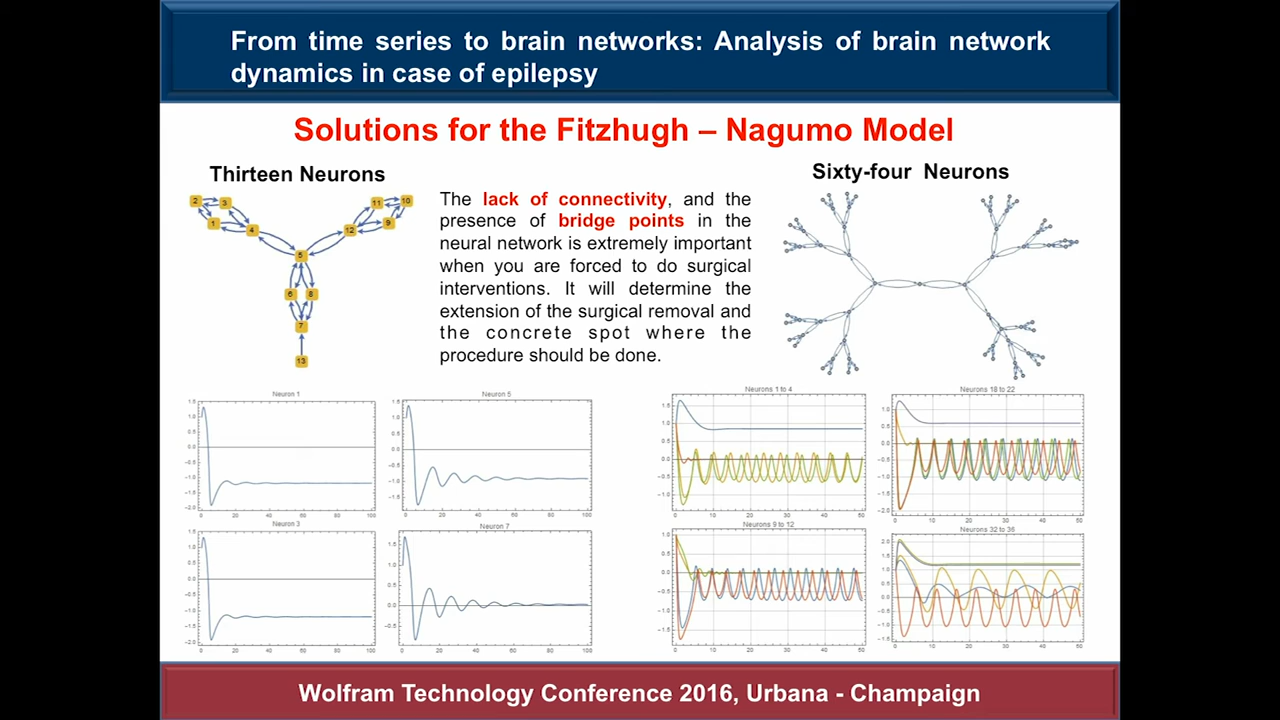 From time series to brain networks: Analysis of brain network
dynamics in case of epilepsy
Solutions for the Fitzhugh – Nagumo Model
Thirteen Neurons
Sixty-four Neurons
2
3
1
4
11
10
9
12
5
6
8
7
13
The lack of connectivity, and the
presence of bridge points in the
neural network is extremely important
when you are forced to do surgical
interventions. It will determine the
extension of the surgical removal and
the concrete spot where the
procedure should be done.
Neuron 1
Neuron 5
Neurons 1 to 4
Neurons 18 to 22
Neuron 3
Neuron 7
Neurons 9 to 12
Neurons 32 to 36
Wolfram Technology Conference 2016, Urbana - Champaign